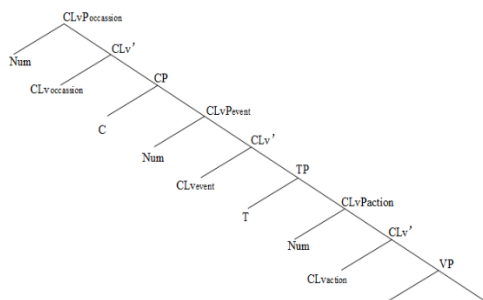 CLvPoccassion
Num
CLv'
CLvoccassion
CP
C
CLvPevent
Num
CLv'
CLvevent
TP
T
CLvPaction
Num
CLv'
CLvaction
VP